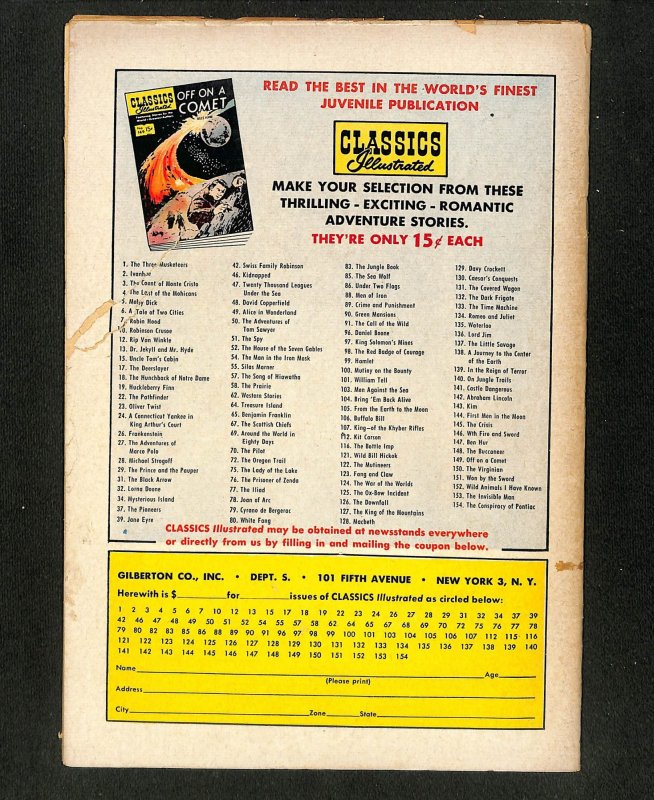 CLASSICS
Illustrated
15¢
OFF ON A
COMET
READ THE BEST IN THE WORLD'S FINEST
JUVENILE PUBLICATION
CLASSICS
Illustrated
MAKE YOUR SELECTION FROM THESE
THRILLING - EXCITING - ROMANTIC
ADVENTURE STORIES.
THEY'RE ONLY 15¢ EACH
1. The Three Musketeers
2. Ivanhoe
3. The Count of Monte Cristo
4. The Last of the Mohicans
5. Moby Dick
6. A Tale of Two Cities
7. Robin Hood
10. Robinson Crusoe
12. Rip Van Winkle
13. Dr. Jekyll and Mr. Hyde
15. Uncle Tom's Cabin
17. The Deerslayer
18. The Hunchback of Notre Dame
19. Huckleberry Finn
22. The Pathfinder
23. Oliver Twist
24. A Connecticut Yankee in
King Arthur's Court
26. Frankenstein
27. The Adventures of
Marco Polo
28. Michael Strogoff
29. The Prince and the Pauper
31. The Black Arrow
32. Lorna Doone
34. Mysterious Island
37. The Pioneers
39. Jane Eyre
42. Swiss Family Robinson
46. Kidnapped
47. Twenty Thousand Leagues
Under the Sea
48. David Copperfield
49. Alice in Wonderland
50. The Adventures of
Tom Sawyer
51. The Spy
52. The House of the Seven Gables
54. The Man in the Iron Mask
55. Silas Marner
57. The Song of Hiawatha
58. The Prairie
62. Western Stories
64. Treasure Island
65. Benjamin Franklin
67. The Scottish Chiefs
69. Around the World in
Eighty Days
70. The Pilot
72. The Oregon Trail
75. The Lady of the Lake
76. The Prisoner of Zenda
77. The Iliad
78. Joan of Arc
79. Cyrano de Bergerac
80. White Fang
83. The Jungle Book
85. The Sea Wolf
86. Under Two Flags
88. Men of Iron
89. Crime and Punishment
90. Green Mansions
91. The Call of the Wild
96. Daniel Boone
97. King Solomon's Mines
98. The Red Badge of Courage
99. Hamlet
100. Mutiny on the Bounty
101. William Tell
103. Men Against the Sea
104. Bring 'Em Back Alive
105. From the Earth to the Moon
106. Buffalo Bill
107. King—of the Khyber Rifles
112. Kit Carson
116. The Bottle Imp
121. Wild Bill Hickok
122. The Mutineers
123. Fang and Claw
124. The War of the Worlds
125. The Ox-Bow Incident
126. The Downfall
127. The King of the Mountains
128. Macbeth
129. Davy Crockett
130. Caesar's Conquests
131. The Covered Wagon
132. The Dark Frigate
133. The Time Machine
134. Romeo and Juliet
135. Waterloo
136. Lord Jim
137. The Little Savage
138. A Journey to the Center
of the Earth
139. In the Reign of Terror
140. On Jungle Trails
141. Castle Dangerous
142. Abraham Lincoln
143. Kim
144. First Men in the Moon
145. The Crisis
146. With Fire and Sword
147. Ben Hur
148. The Buccaneer
149. Off on a Comet
150. The Virginian
151. Won by the Sword
152. Wild Animals I Have Known
153. The Invisible Man
154. The Conspiracy of Pontiac
CLASSICS Illustrated may be obtained at newsstands everywhere
or directly from us by filling in and mailing the coupon below.
GILBERTON CO., INC. • DEPT. S. • 101 FIFTH AVENUE • NEW YORK 3, N. Y.
Herewith is $ for issues of CLASSICS Illustrated as circled below:
1 2 3 4 5 6 7 10 12 13 15 17 18 19 22 23 24 26 27 28 29 31 32 34 37 39
42 46 47 48 49 50 51 52 54 55 57 58 62 64 65 67 69 70 72 75 76 77 78
79 80 83 85 86 88 89 90 91 96 97 98 99 100 101 103 104 105 106 107 112 115 116
121 122 123 124 125 126 127 128 129 130 131 132 133 134 135 136 137 138 139 140
141 142 143 144 145 146 147 148 149 150 151 152 153 154
Name Age
(Please print)
Address
City Zone State